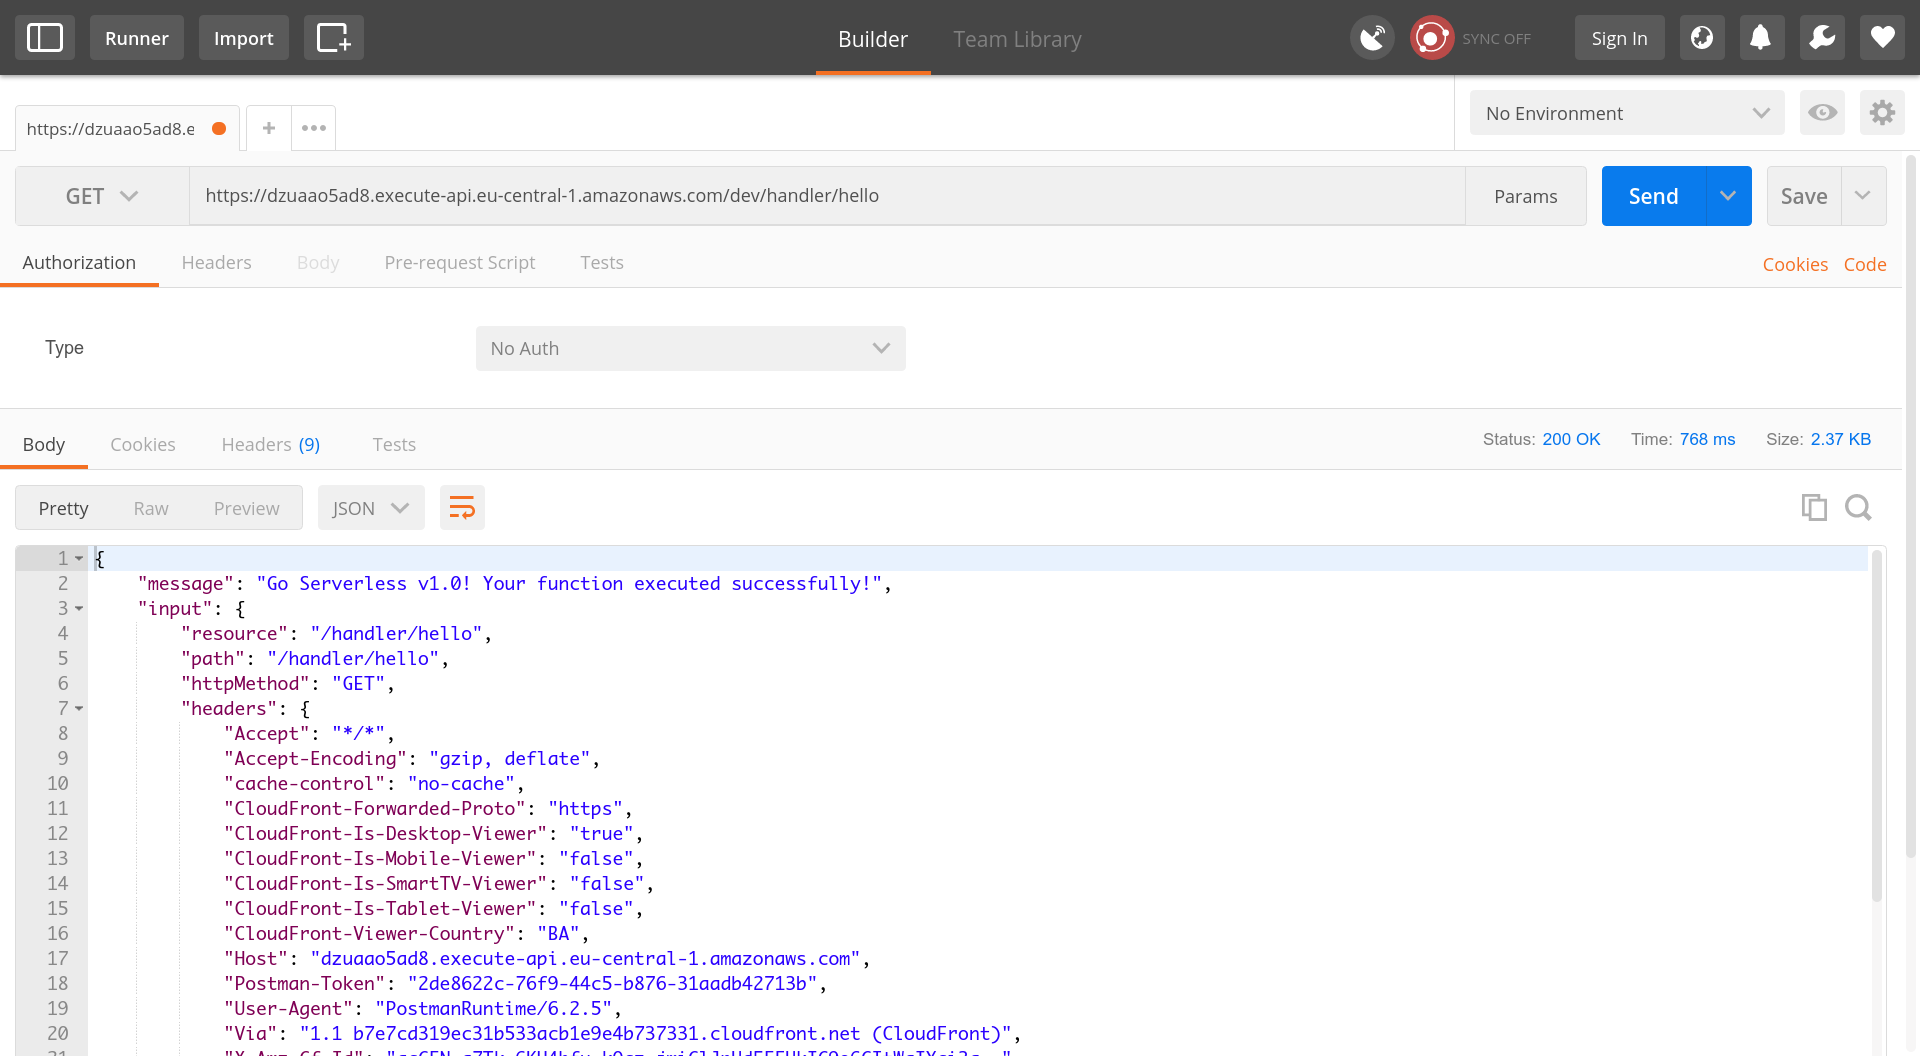 Runner Import Builder Team Library SYNC OFF Sign In
https://dzuaao5ad8.e + ••• No Environment
GET https://dzuaao5ad8.execute-api.eu-central-1.amazonaws.com/dev/handler/hello Params Send Save
Authorization Headers Body Pre-request Script Tests Cookies Code
Type No Auth
Body Cookies Headers (9) Tests Status: 200 OK Time: 768 ms Size: 2.37 KB
Pretty Raw Preview JSON
1 {
2 "message": "Go Serverless v1.0! Your function executed successfully!",
3 "input": {
4 "resource": "/handler/hello",
5 "path": "/handler/hello",
6 "httpMethod": "GET",
7 "headers": {
8 "Accept": "*/*",
9 "Accept-Encoding": "gzip, deflate",
10 "cache-control": "no-cache",
11 "CloudFront-Forwarded-Proto": "https",
12 "CloudFront-Is-Desktop-Viewer": "true",
13 "CloudFront-Is-Mobile-Viewer": "false",
14 "CloudFront-Is-SmartTV-Viewer": "false",
15 "CloudFront-Is-Tablet-Viewer": "false",
16 "CloudFront-Viewer-Country": "BA",
17 "Host": "dzuaao5ad8.execute-api.eu-central-1.amazonaws.com",
18 "Postman-Token": "2de8622c-76f9-44c5-b876-31aadb42713b",
19 "User-Agent": "PostmanRuntime/6.2.5",
20 "Via": "1.1 b7e7cd319ec31b533acb1e9e4b737331.cloudfront.net (CloudFront)",